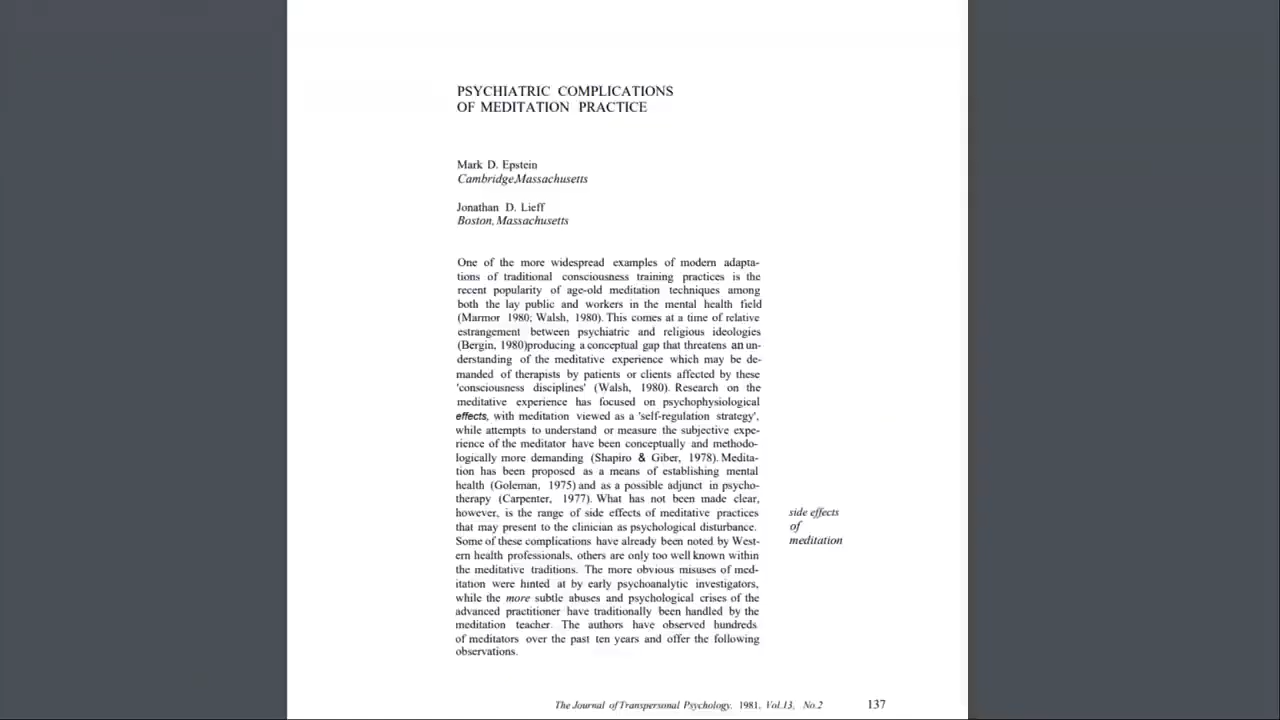 PSYCHIATRIC COMPLICATIONS
OF MEDITATION PRACTICE
Mark D. Epstein
Cambridge,Massachusetts
Jonathan D. Lieff
Boston, Massachusetts
One of the more widespread examples of modern adapta-
tions of traditional consciousness training practices is the
recent popularity of age-old meditation techniques among
both the lay public and workers in the mental health field
(Marmor 1980; Walsh, 1980). This comes at a time of relative
estrangement between psychiatric and religious ideologies
(Bergin, 1980)producing a conceptual gap that threatens an un-
derstanding of the meditative experience which may be de-
manded of therapists by patients or clients affected by these
'consciousness disciplines' (Walsh, 1980). Research on the
meditative experience has focused on psychophysiological
effects, with meditation viewed as a 'self-regulation strategy',
while attempts to understand or measure the subjective expe-
rience of the meditator have been conceptually and methodo-
logically more demanding (Shapiro & Giber, 1978). Medita-
tion has been proposed as a means of establishing mental
health (Goleman, 1975) and as a possible adjunct in psycho-
therapy (Carpenter, 1977). What has not been made clear,
however, is the range of side effects of meditative practices
that may present to the clinician as psychological disturbance.
Some of these complications have already been noted by West-
ern health professionals, others are only too well known within
the meditative traditions. The more obvious misuses of med-
itation were hinted at by early psychoanalytic investigators,
while the more subtle abuses and psychological crises of the
advanced practitioner have traditionally been handled by the
meditation teacher. The authors have observed hundreds
of meditators over the past ten years and offer the following
observations.
side effects
of
meditation
The Journal of Transpersonal Psychology, 1981, Vol.13, No.2 137